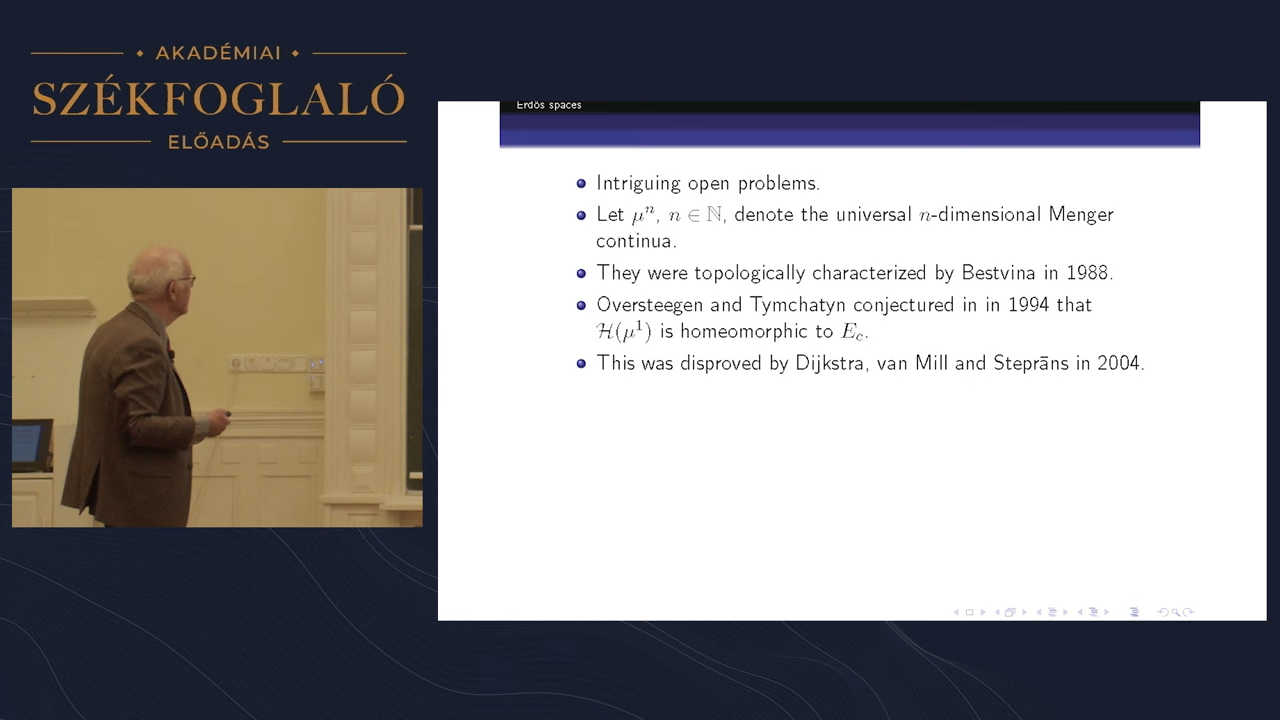 AKADÉMIAI
SZÉKFOGLALÓ
ELŐADÁS
Erdős spaces
Intriguing open problems.
Let μⁿ, n ∈ ℕ, denote the universal n-dimensional Menger
continua.
They were topologically characterized by Bestvina in 1988.
Oversteegen and Tymchatyn conjectured in in 1994 that
ℋ(μ¹) is homeomorphic to E_c.
This was disproved by Dijkstra, van Mill and Steprāns in 2004.